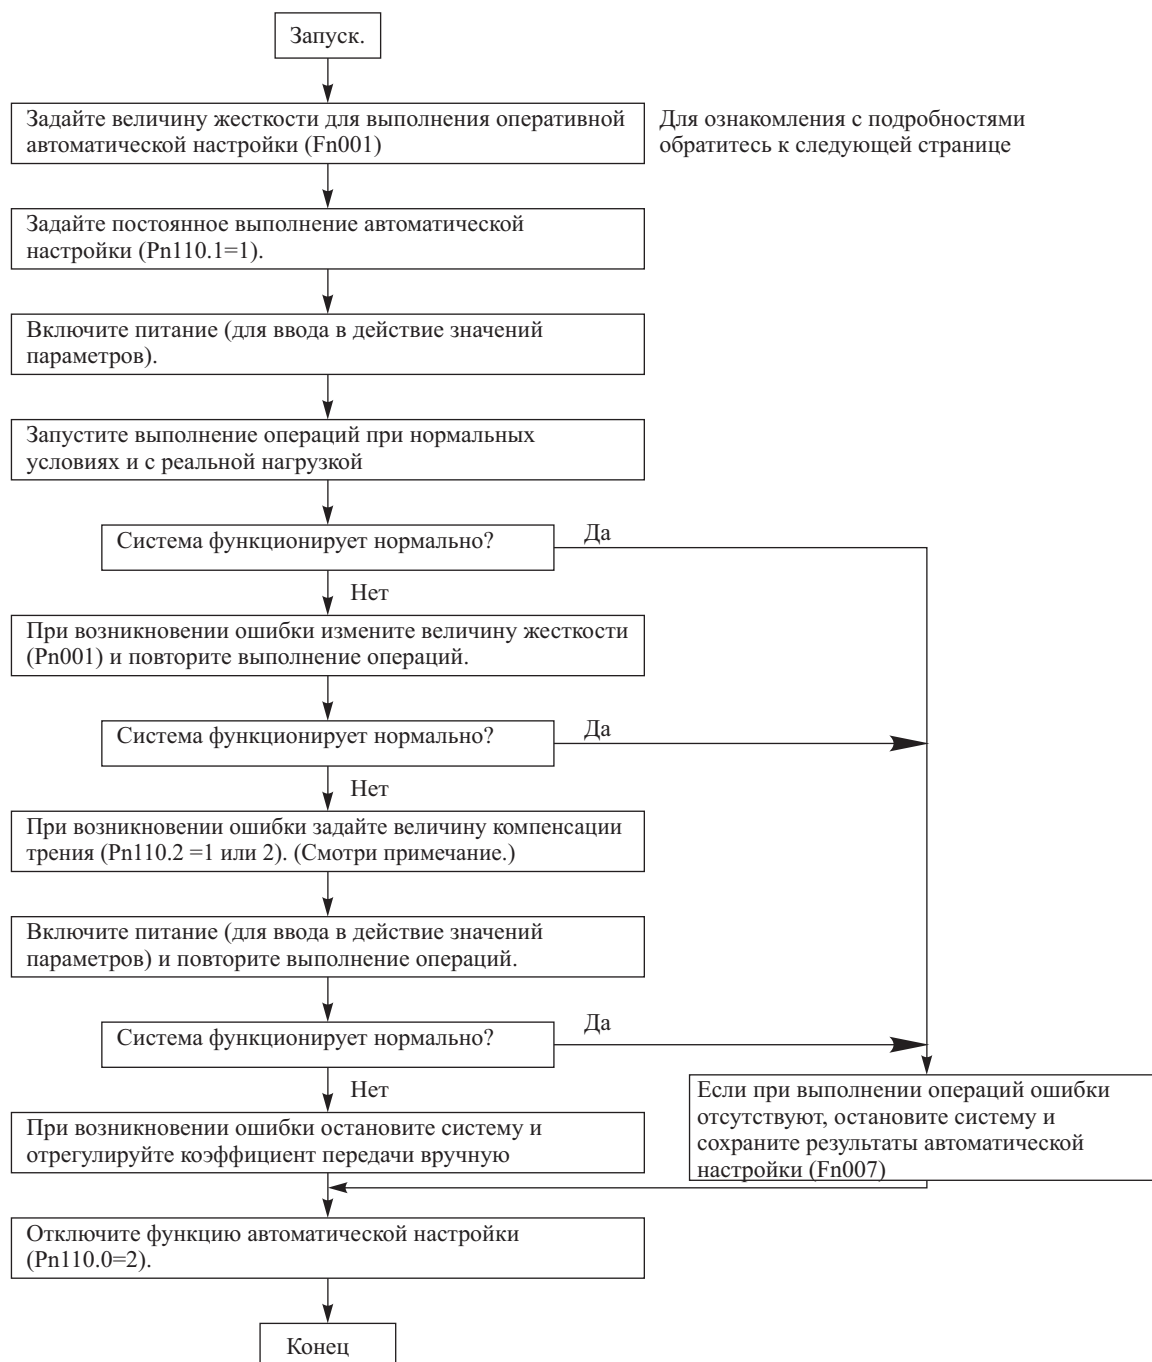 Запуск.
Задайте величину жесткости для выполнения оперативной
автоматической настройки (Fn001)
Для ознакомления с подробностями
обратитесь к следующей странице
Задайте постоянное выполнение автоматической
настройки (Pn110.1=1).
Включите питание (для ввода в действие значений
параметров).
Запустите выполнение операций при нормальных
условиях и с реальной нагрузкой
Система функционирует нормально?
Да
Нет
При возникновении ошибки измените величину жесткости
(Pn001) и повторите выполнение операций.
Система функционирует нормально?
Да
Нет
При возникновении ошибки задайте величину компенсации
трения (Pn110.2 =1 или 2). (Смотри примечание.)
Включите питание (для ввода в действие значений
параметров) и повторите выполнение операций.
Система функционирует нормально?
Да
Нет
Если при выполнении операций ошибки
отсутствуют, остановите систему и
сохраните результаты автоматической
настройки (Fn007)
При возникновении ошибки остановите систему и
отрегулируйте коэффициент передачи вручную
Отключите функцию автоматической настройки
(Pn110.0=2).
Конец